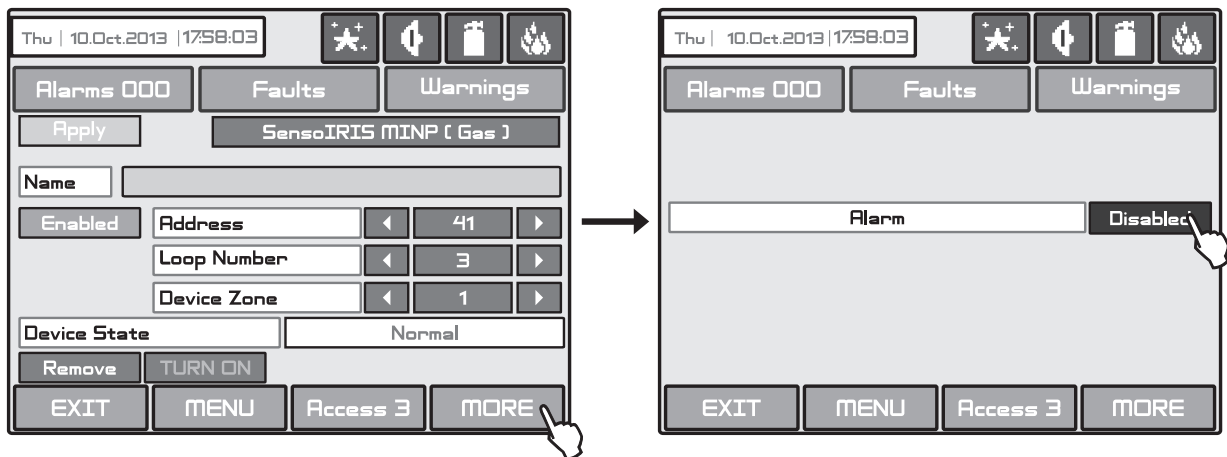 Thu | 10.Oct.2013 | 17:58:03
Alarms 000 Faults Warnings
Apply SensoIRIS MINP ( Gas )
Name
Enabled Address 41
Loop Number 3
Device Zone 1
Device State Normal
Remove TURN ON
EXIT MENU Access 3 MORE
Thu | 10.Oct.2013 | 17:58:03
Alarms 000 Faults Warnings
Alarm Disabled
EXIT MENU Access 3 MORE